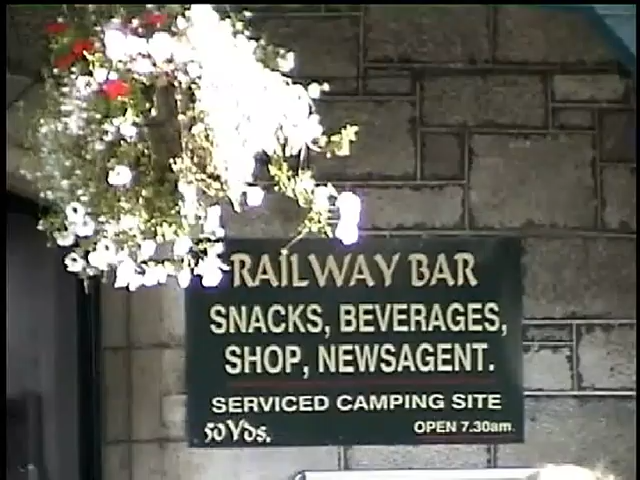 RAILWAY BAR
SNACKS, BEVERAGES,
SHOP, NEWSAGENT.
SERVICED CAMPING SITE
50Yds. OPEN 7.30am.